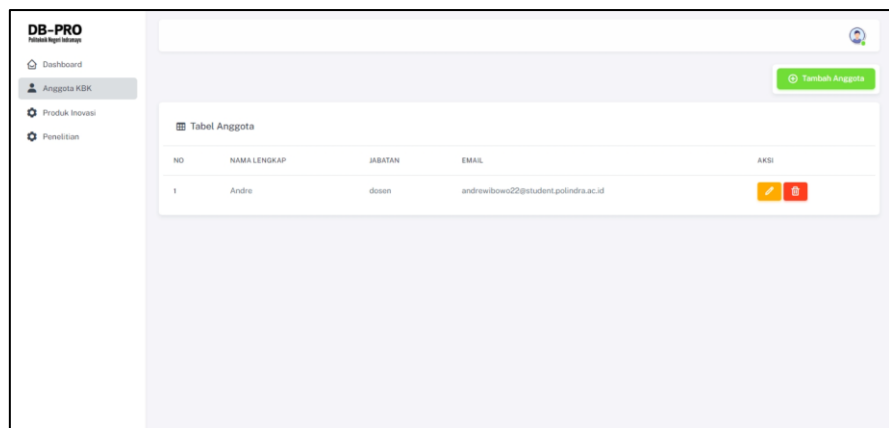 DB-PRO
Politeknik Negeri Indramayu
Dashboard
Anggota KBK
Produk Inovasi
Penelitian
Tambah Anggota
Tabel Anggota
NO NAMA LENGKAP JABATAN EMAIL AKSI
1 Andre dosen andrewibowo22@student.polindra.ac.id